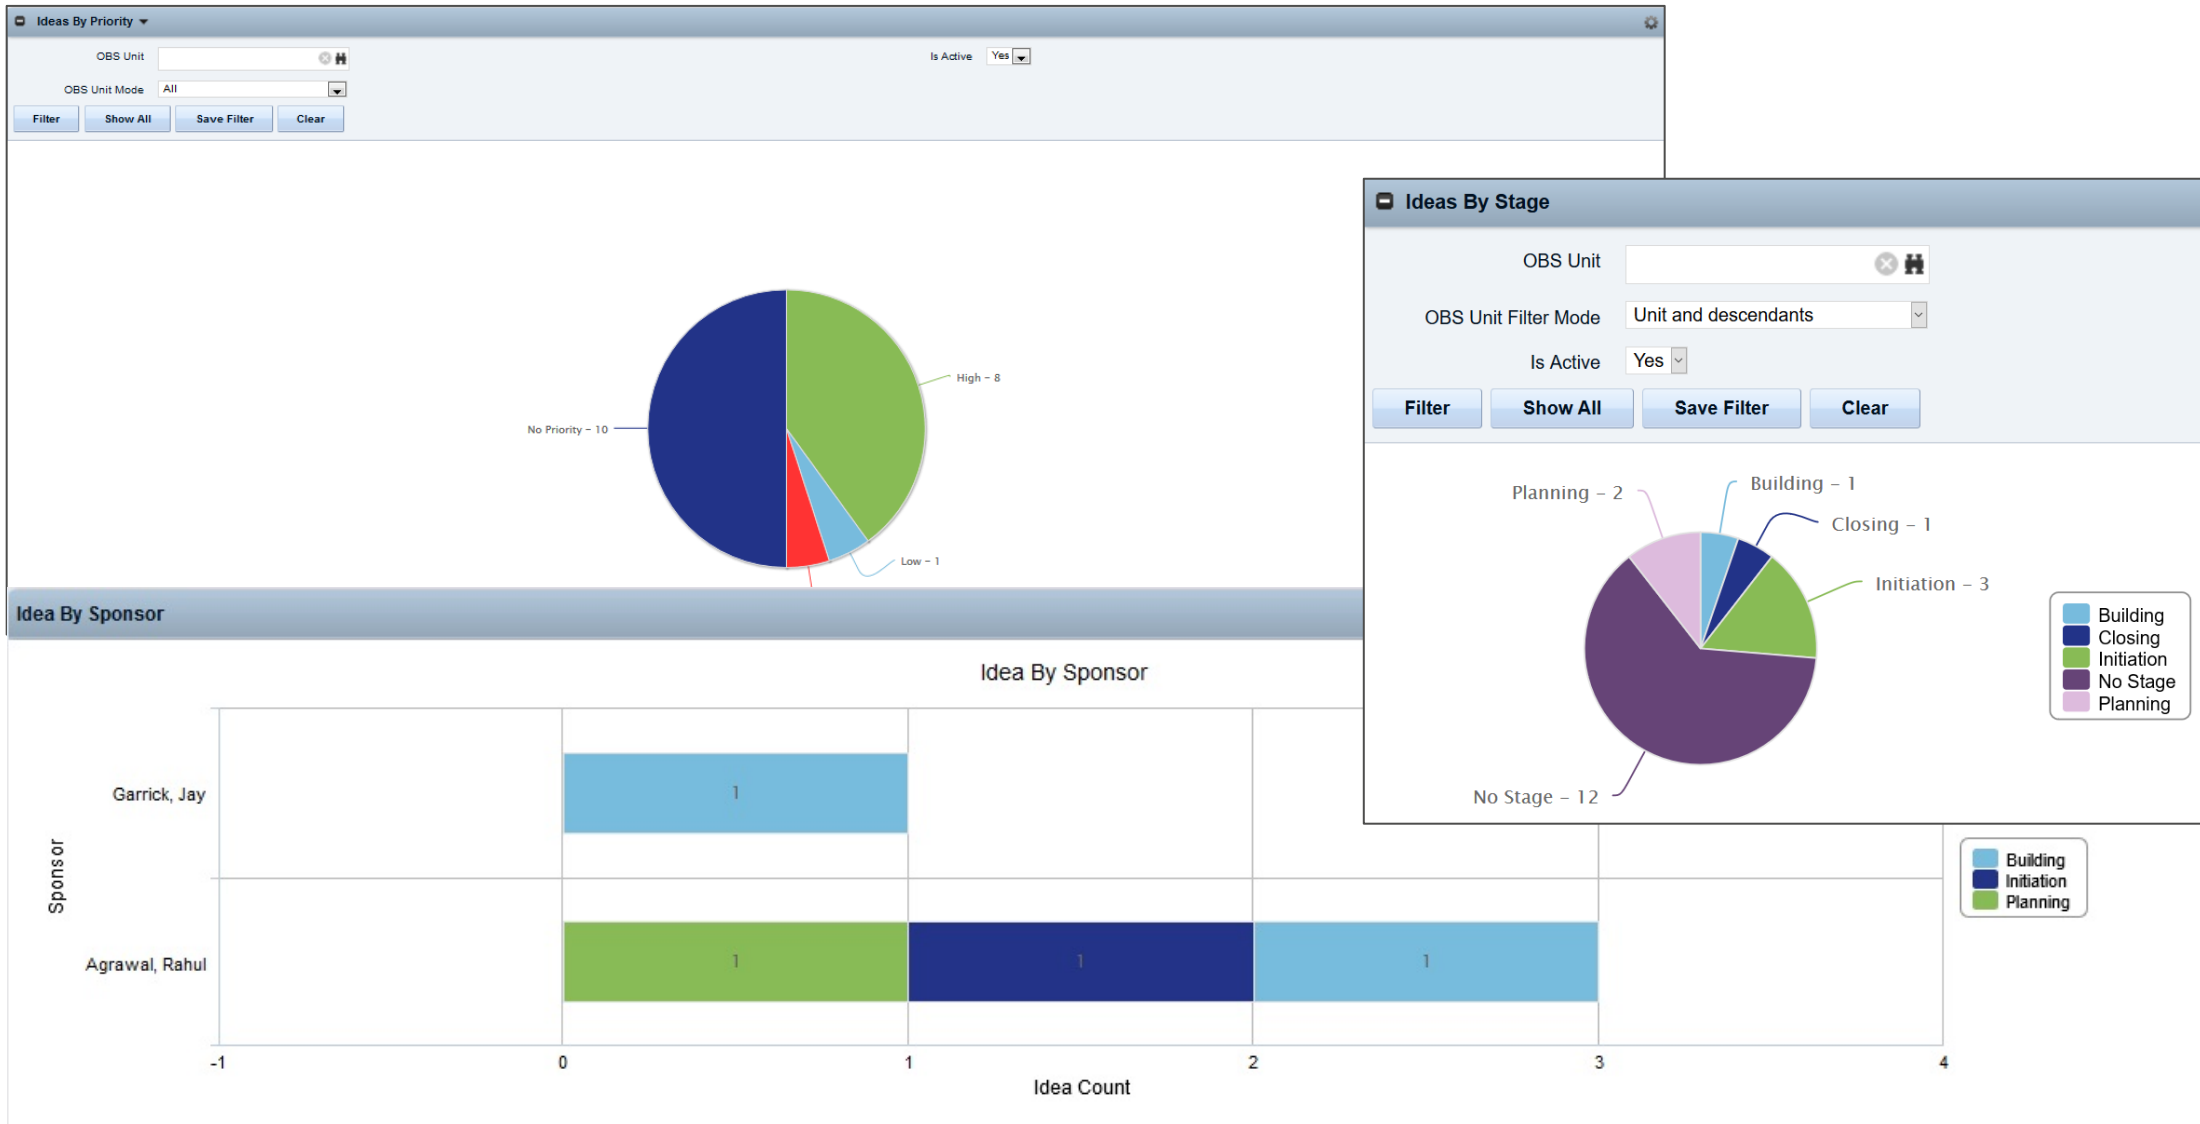 Ideas By Priority
OBS Unit
Is Active Yes
OBS Unit Mode All
Filter Show All Save Filter Clear
High - 8
No Priority - 10
Low - 1
Ideas By Stage
OBS Unit
OBS Unit Filter Mode Unit and descendants
Is Active Yes
Filter Show All Save Filter Clear
Planning - 2
Building - 1
Closing - 1
Initiation - 3
No Stage - 12
Building
Closing
Initiation
No Stage
Planning
Idea By Sponsor
Idea By Sponsor
Sponsor
Garrick, Jay
1
Agrawal, Rahul
1 1 1
-1 0 1 2 3 4
Idea Count
Building
Initiation
Planning